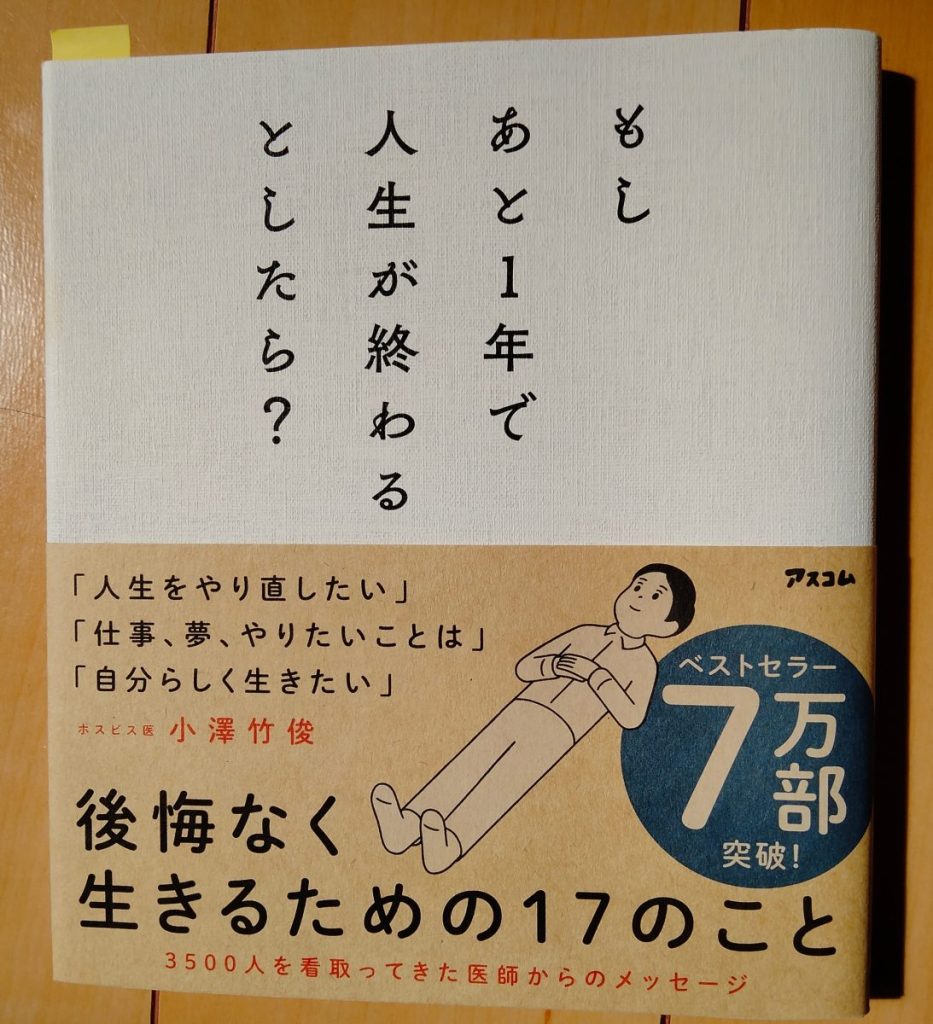 もし
あと1年で
人生が終わる
としたら?
アスコム
「人生をやり直したい」
「仕事、夢、やりたいことは」
「自分らしく生きたい」
ホスピス医 小澤竹俊
ベストセラー
7万部
突破!
後悔なく
生きるための17のこと
3500人を看取ってきた医師からのメッセージ